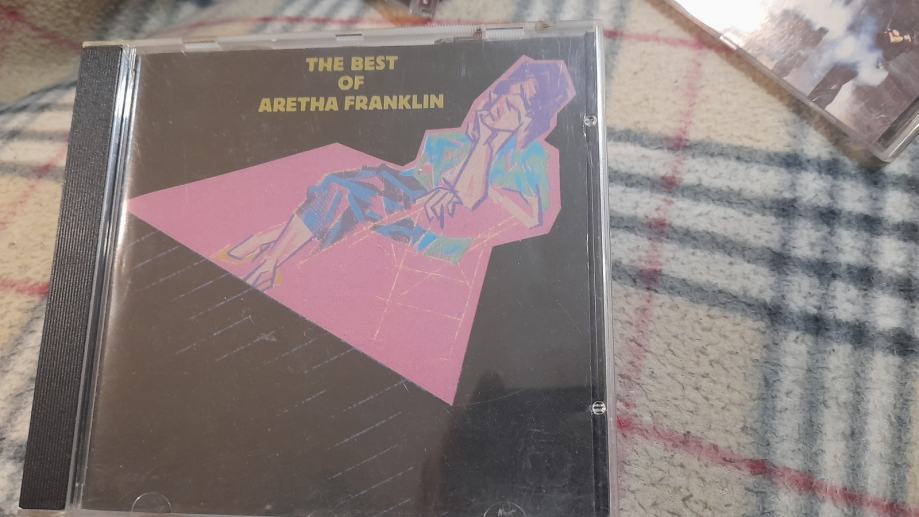 THE BEST
OF
ARETHA FRANKLIN